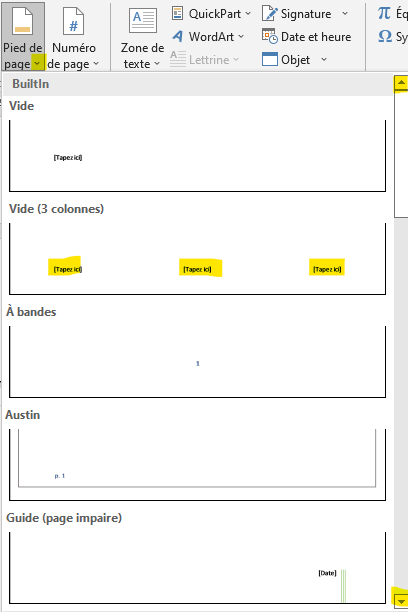 Pied de page
Numéro de page
Zone de texte
QuickPart
WordArt
Lettrine
Signature
Date et heure
Objet
π É
Ω Sy
BuiltIn
Vide
[Tapez ici]
Vide (3 colonnes)
[Tapez ici] [Tapez ici] [Tapez ici]
À bandes
1
Austin
p. 1
Guide (page impaire)
[Date]